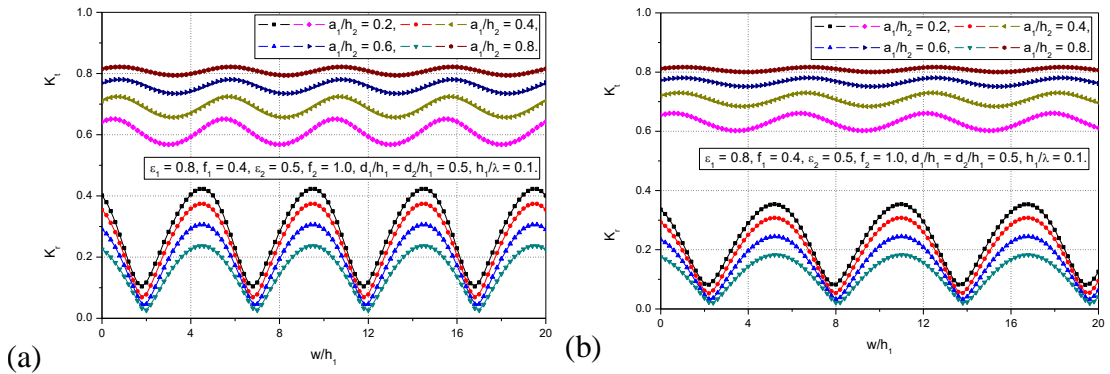 a₁/h₂ = 0.2, a₁/h₂ = 0.4,
a₁/h₂ = 0.6, a₁/h₂ = 0.8.
1.0
0.8
0.6
0.4
0.2
0.0
Kₜ
Kᵣ
ε₁ = 0.8, f₁ = 0.4, ε₂ = 0.5, f₂ = 1.0, d₁/h₁ = d₂/h₁ = 0.5, h₁/λ = 0.1.
0 4 8 12 16 20
w/h₁
(a)
a₁/h₂ = 0.2, a₁/h₂ = 0.4,
a₁/h₂ = 0.6, a₁/h₂ = 0.8.
1.0
0.8
0.6
0.4
0.2
0.0
Kₜ
Kᵣ
ε₁ = 0.8, f₁ = 0.4, ε₂ = 0.5, f₂ = 1.0, d₁/h₁ = d₂/h₁ = 0.5, h₁/λ = 0.1.
0 4 8 12 16 20
w/h₁
(b)